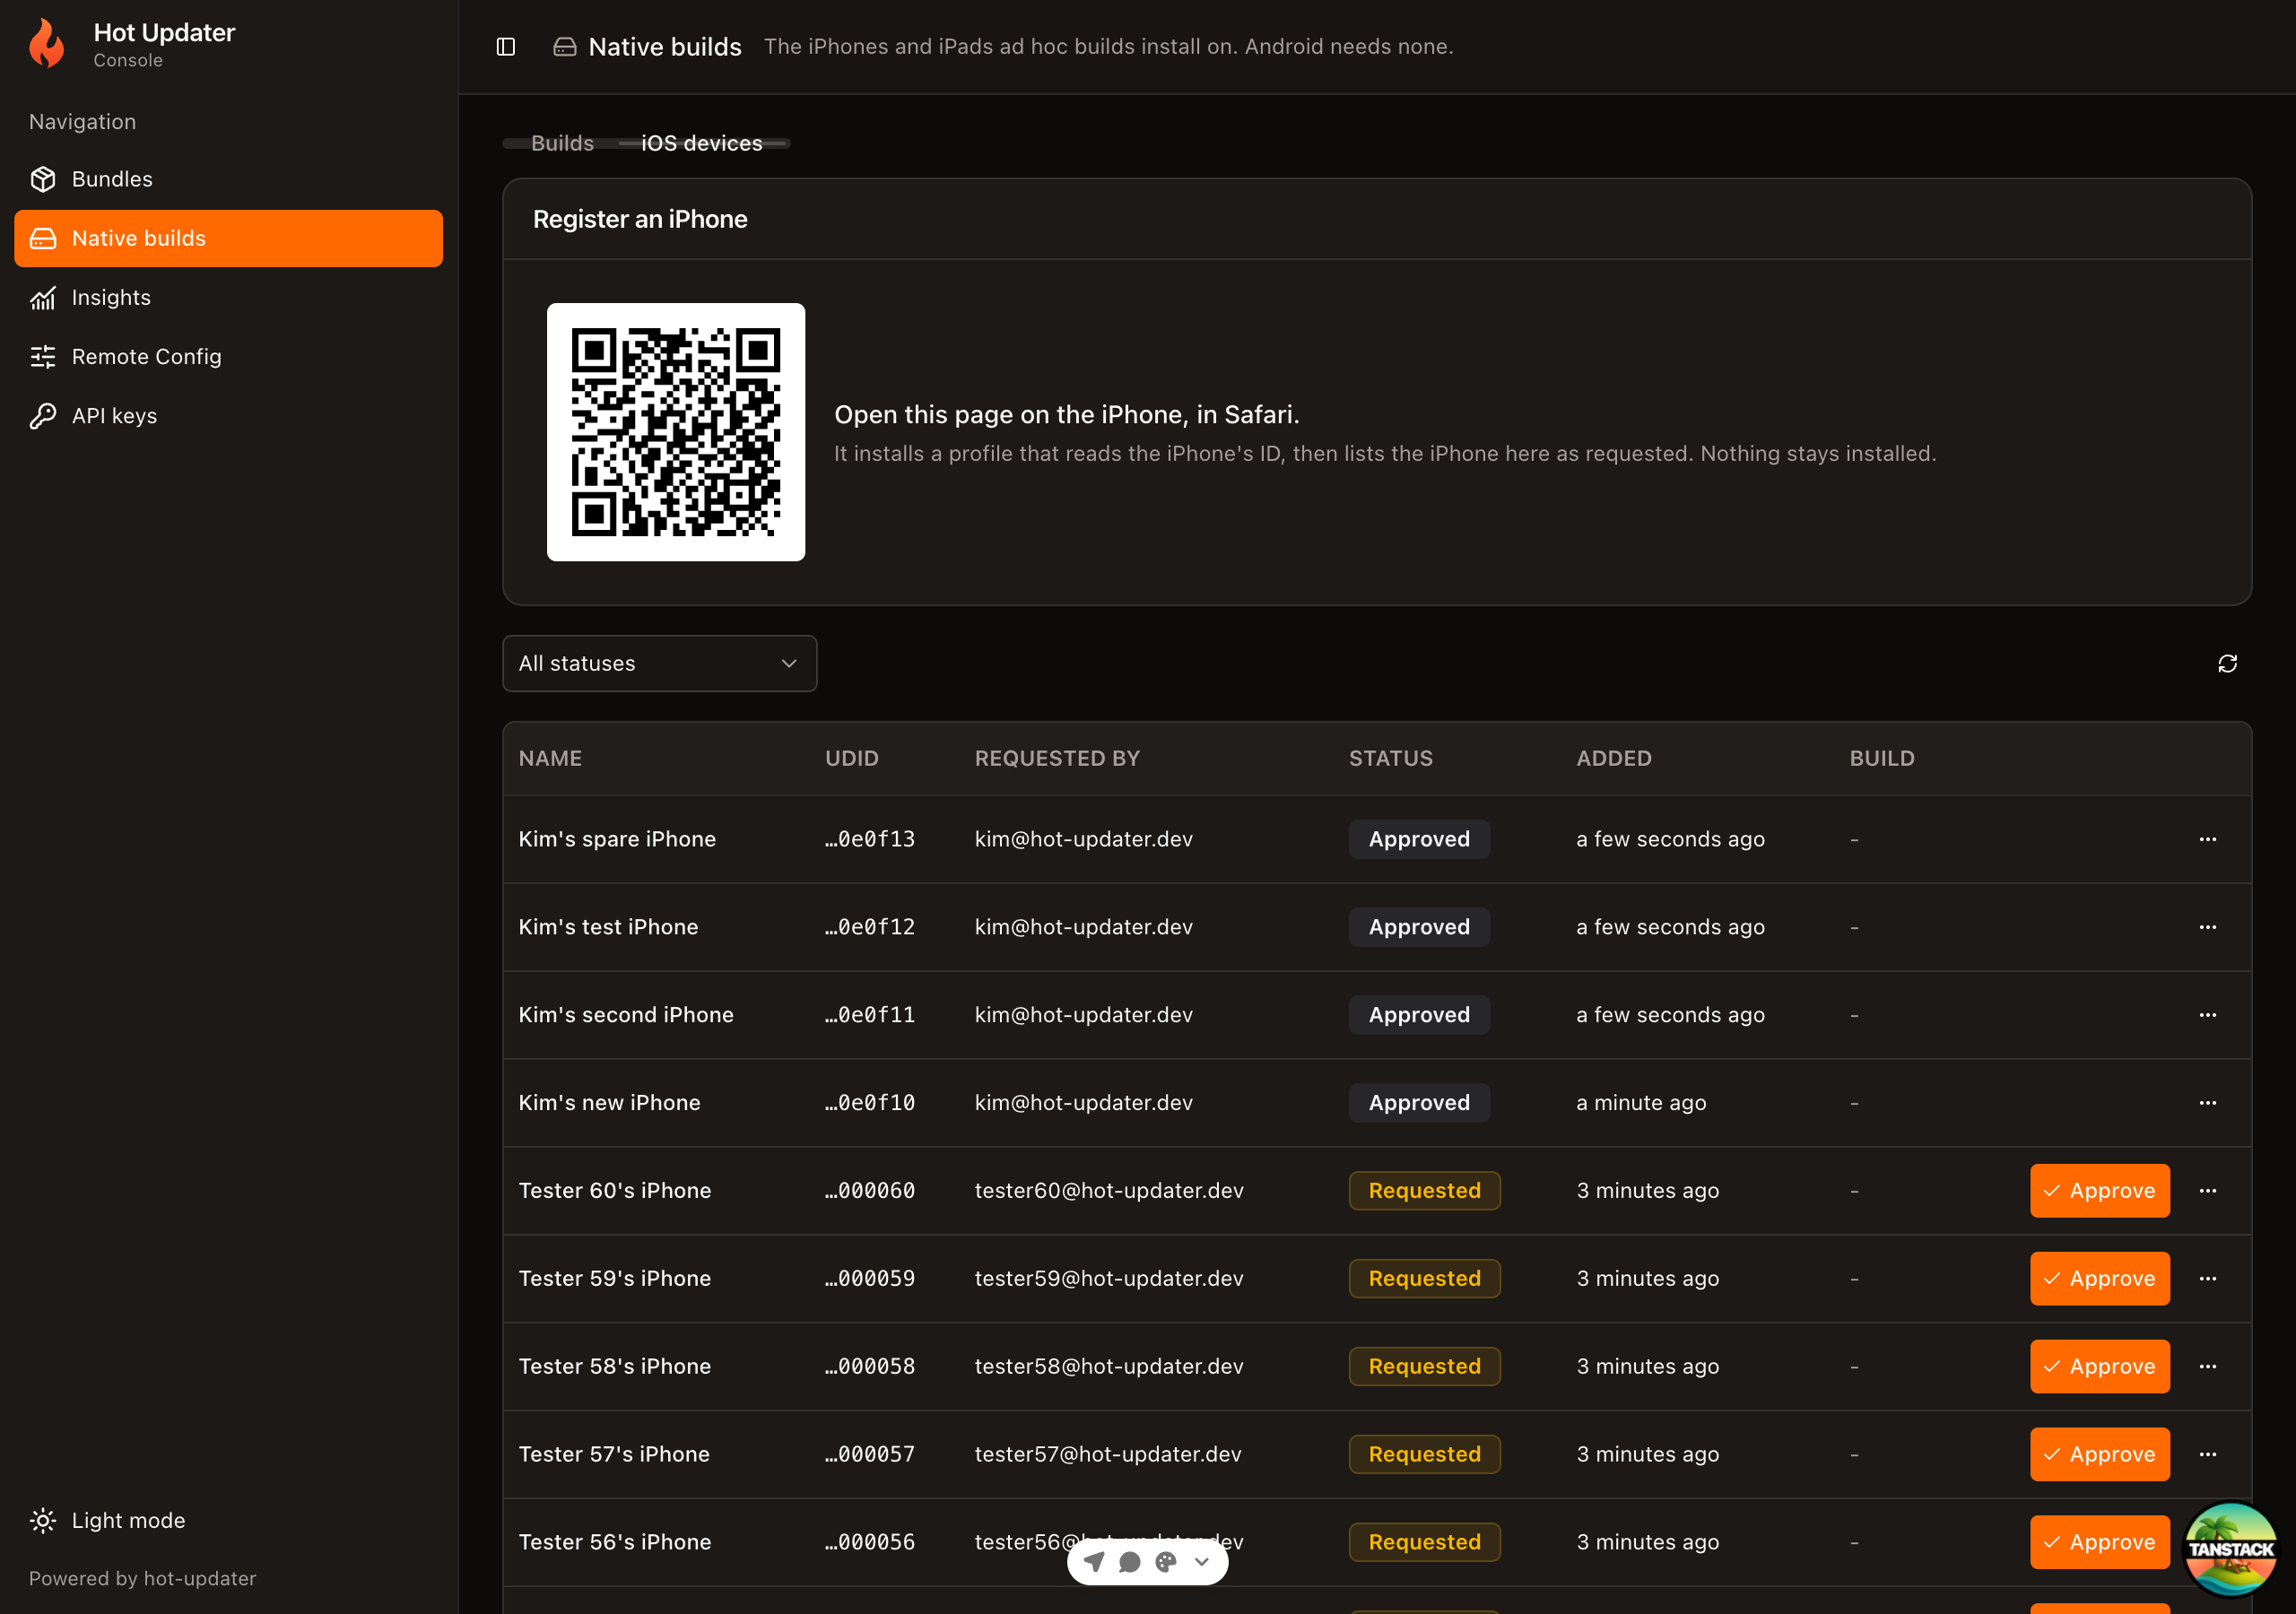 Hot Updater
Console
Navigation
Bundles
Native builds
Insights
Remote Config
API keys
Light mode
Powered by hot-updater
Native builds The iPhones and iPads ad hoc builds install on. Android needs none.
Builds iOS devices
Register an iPhone
Open this page on the iPhone, in Safari.
It installs a profile that reads the iPhone's ID, then lists the iPhone here as requested. Nothing stays installed.
All statuses
NAME UDID REQUESTED BY STATUS ADDED BUILD
Kim's spare iPhone …0e0f13 kim@hot-updater.dev Approved a few seconds ago -
Kim's test iPhone …0e0f12 kim@hot-updater.dev Approved a few seconds ago -
Kim's second iPhone …0e0f11 kim@hot-updater.dev Approved a few seconds ago -
Kim's new iPhone …0e0f10 kim@hot-updater.dev Approved a minute ago -
Tester 60's iPhone …000060 tester60@hot-updater.dev Requested 3 minutes ago - Approve
Tester 59's iPhone …000059 tester59@hot-updater.dev Requested 3 minutes ago - Approve
Tester 58's iPhone …000058 tester58@hot-updater.dev Requested 3 minutes ago - Approve
Tester 57's iPhone …000057 tester57@hot-updater.dev Requested 3 minutes ago - Approve
Tester 56's iPhone …000056 tester56@hot-updater.dev Requested 3 minutes ago - Approve
TANSTACK